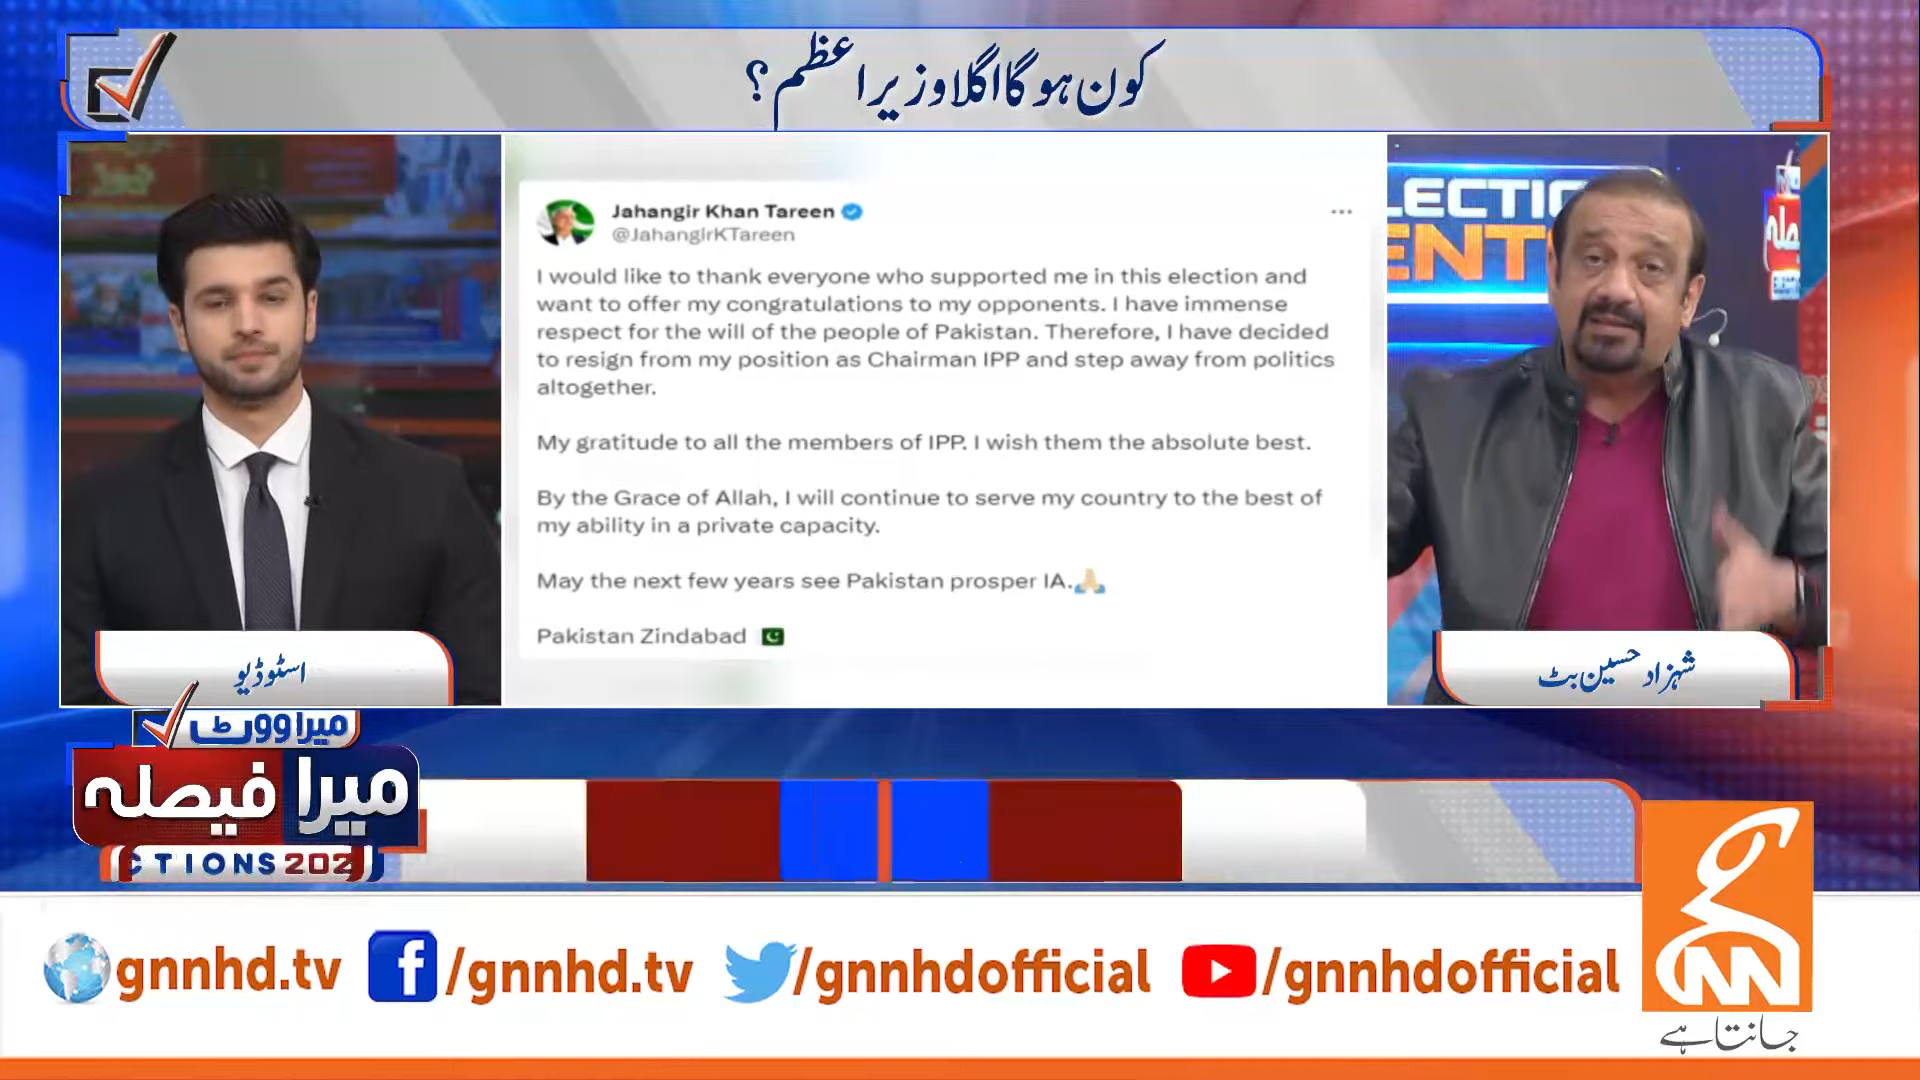 کون ہوگا اگلا وزیراعظم؟
Jahangir Khan Tareen
@JahangirKTareen
I would like to thank everyone who supported me in this election and
want to offer my congratulations to my opponents. I have immense
respect for the will of the people of Pakistan. Therefore, I have decided
to resign from my position as Chairman IPP and step away from politics
altogether.
My gratitude to all the members of IPP. I wish them the absolute best.
By the Grace of Allah, I will continue to serve my country to the best of
my ability in a private capacity.
May the next few years see Pakistan prosper IA.🙏🏼
Pakistan Zindabad 🇵🇰
LECTIO
ENT
اسٹوڈیو
شہزاد حسین بٹ
میرا ووٹ
میرا فیصلہ
CTIONS 202
gnnhd.tv
/gnnhd.tv
/gnnhdofficial
/gnnhdofficial
GNN
جانتا ہے